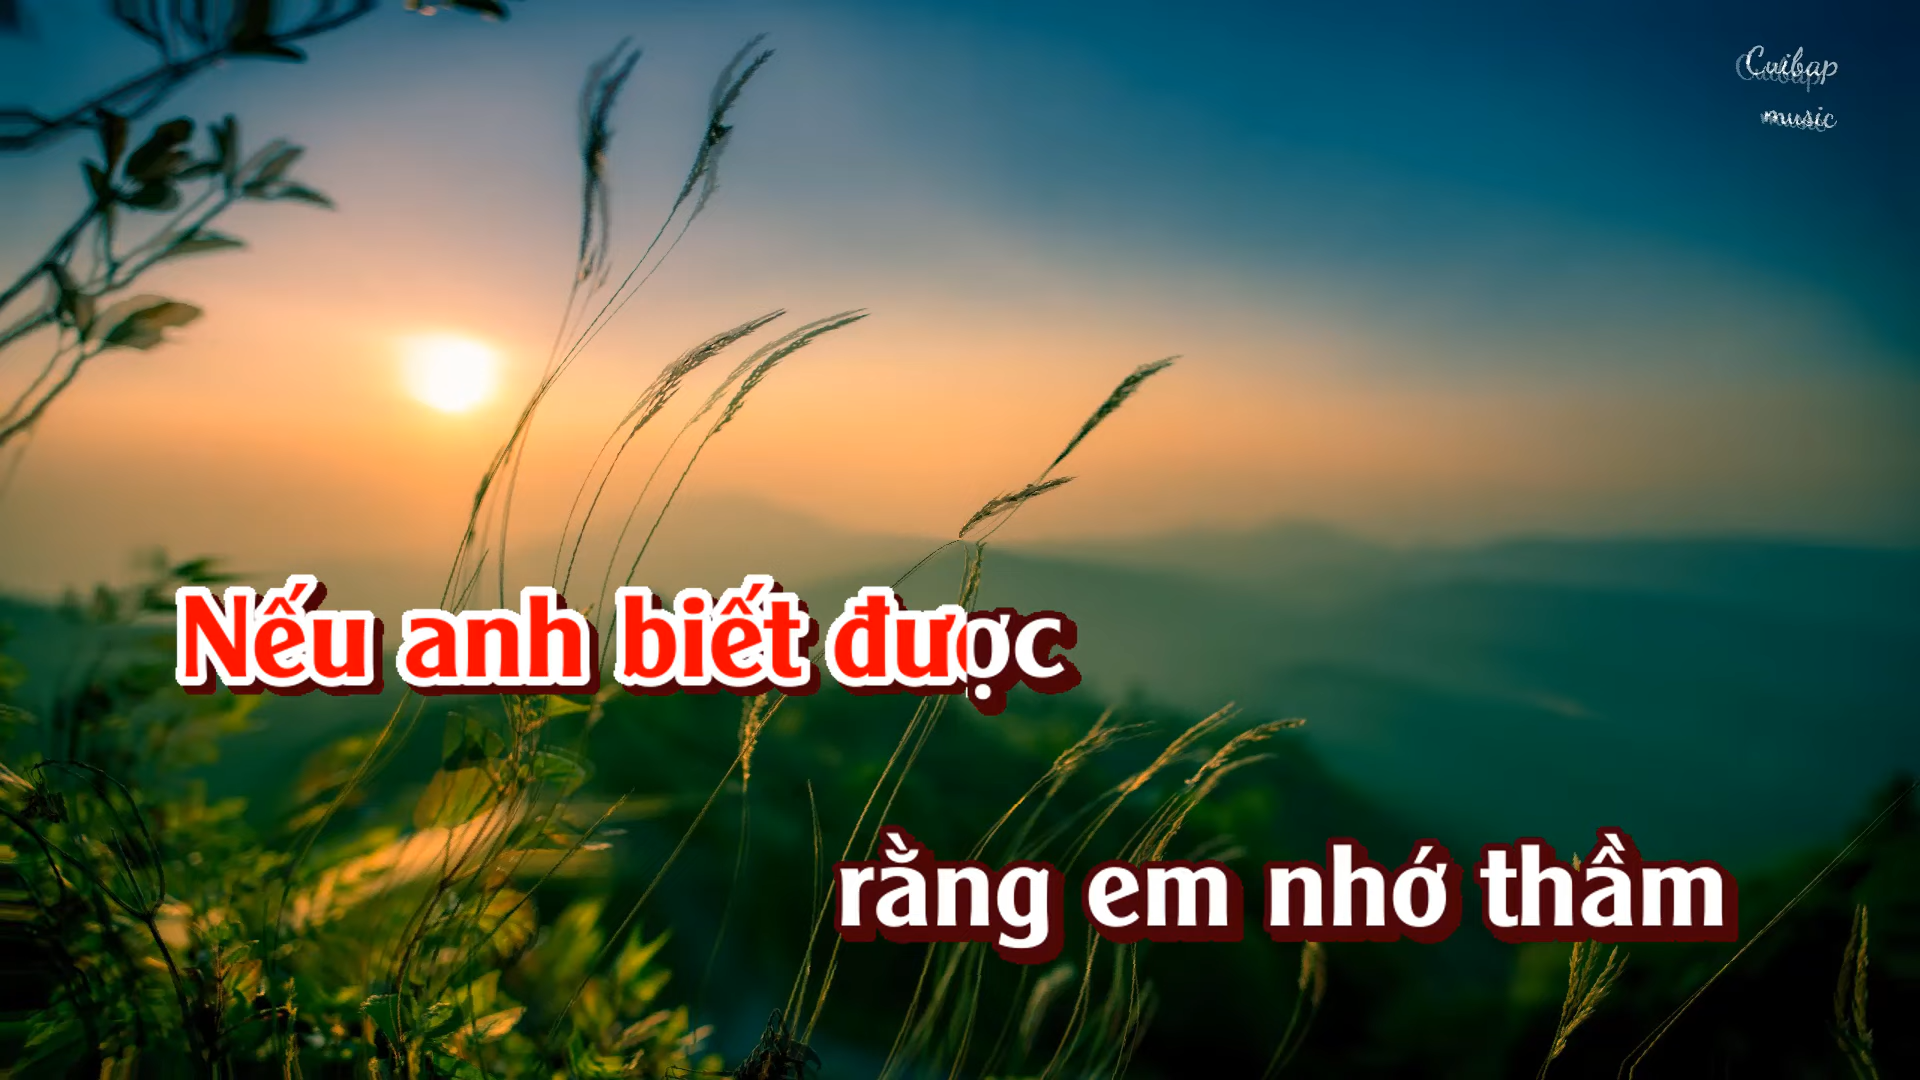 Cuibap
music
Nếu anh biết được
rằng em nhớ thầm